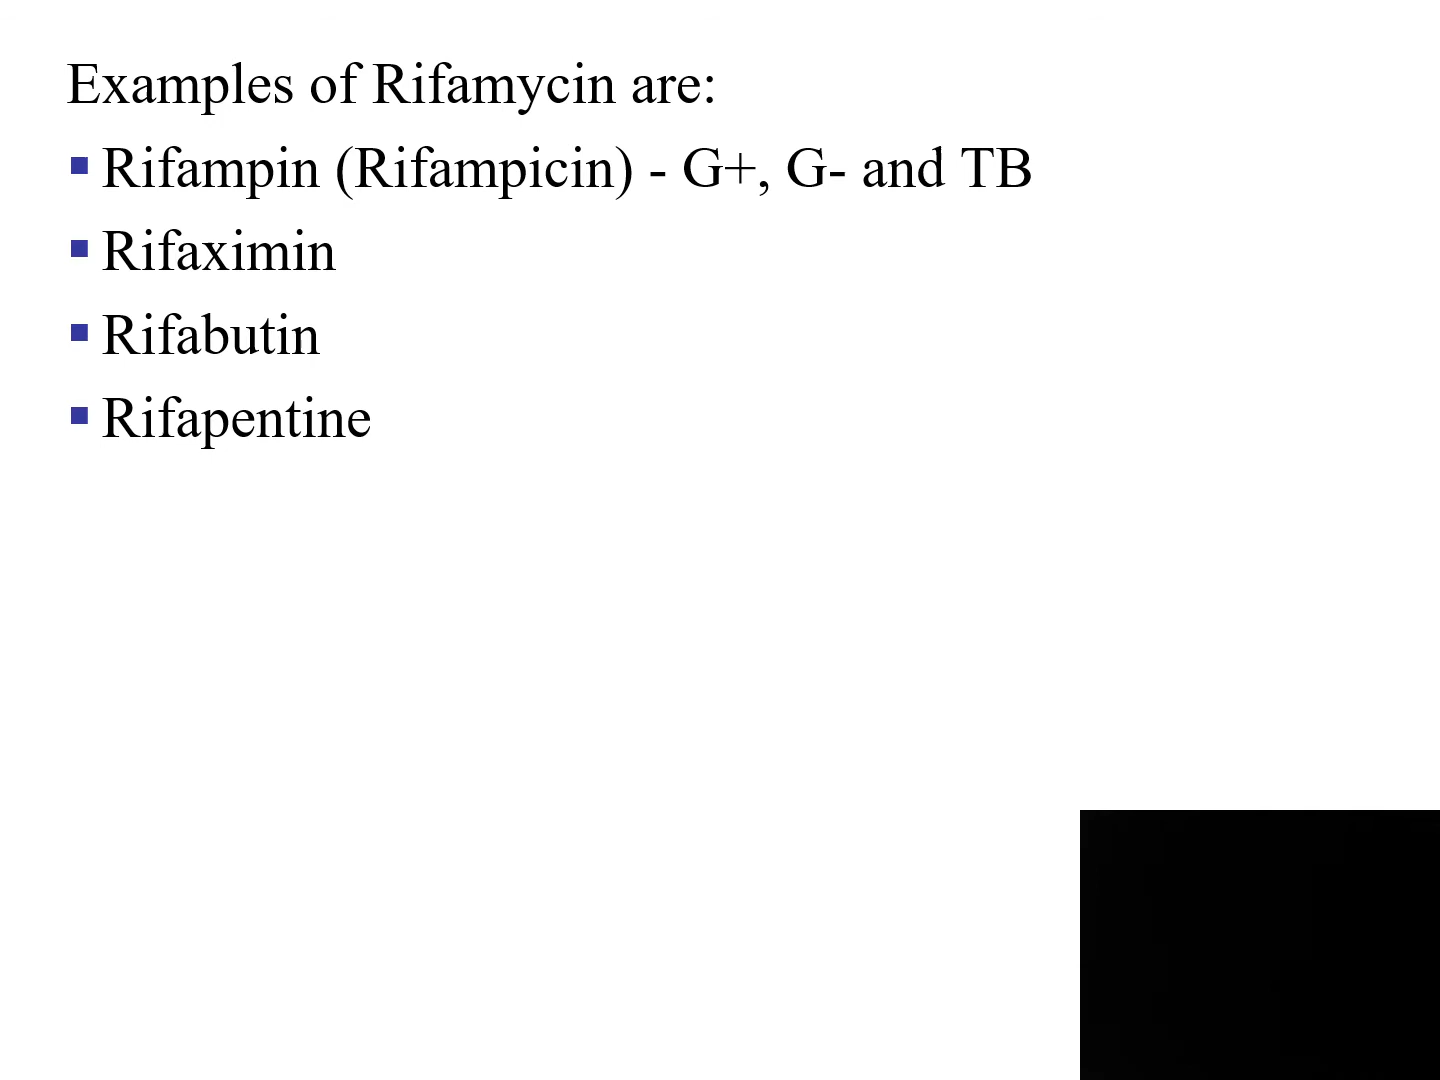 Examples of Rifamycin are:
▪ Rifampin (Rifampicin) - G+, G- and TB
▪ Rifaximin
▪ Rifabutin
▪ Rifapentine